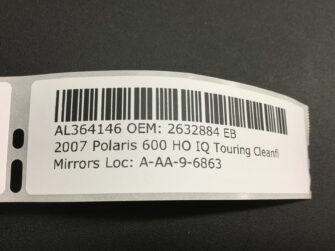 AL364146 OEM: 2632884 EB
2007 Polaris 600 HO IQ Touring Cleanfi
Mirrors Loc: A-AA-9-6863